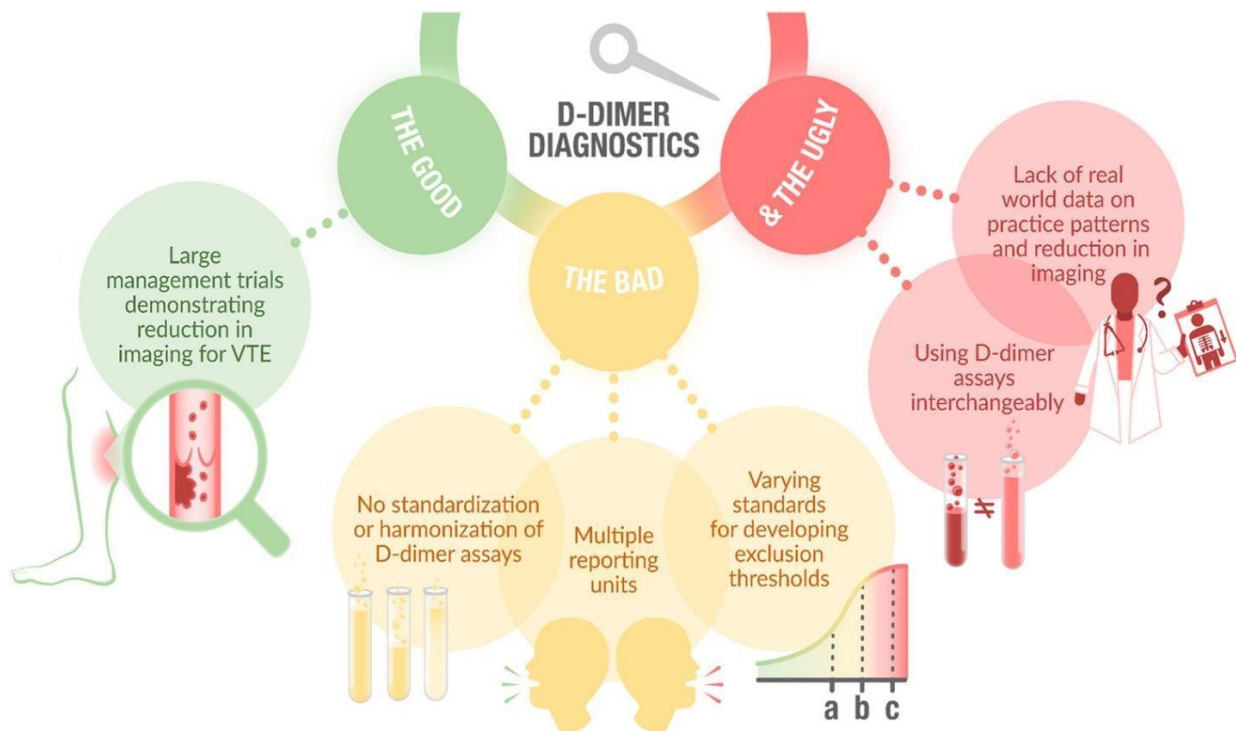 D-DIMER
DIAGNOSTICS
THE GOOD
THE BAD
& THE UGLY
Large
management trials
demonstrating
reduction in
imaging for VTE
No standardization
or harmonization of
D-dimer assays
Multiple
reporting
units
Varying
standards
for developing
exclusion
thresholds
a b c
Lack of real
world data on
practice patterns
and reduction in
imaging
?
Using D-dimer
assays
interchangeably
≠